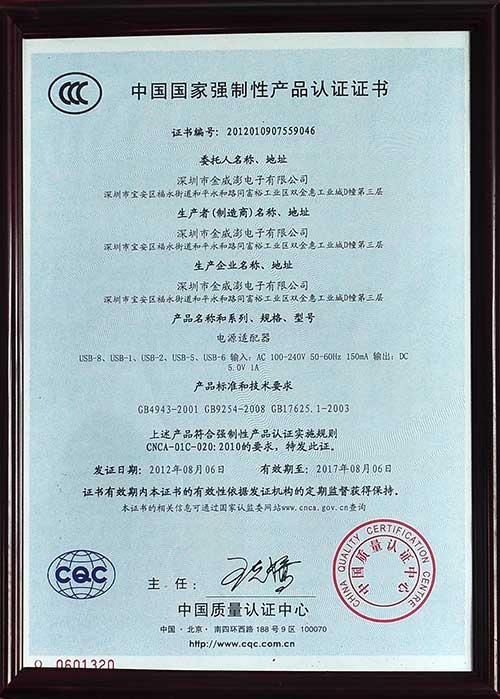 CCC
中国国家强制性产品认证证书
证书编号：2012010907559046
委托人名称、地址
深圳市金威澎电子有限公司
深圳市宝安区福永街道和平永和路同富裕工业区双金惠工业城D幢第三层
生产者(制造商)名称、地址
深圳市金威澎电子有限公司
深圳市宝安区福永街道和平永和路同富裕工业区双金惠工业城D幢第三层
生产企业名称、地址
深圳市金威澎电子有限公司
深圳市宝安区福永街道和平永和路同富裕工业区双金惠工业城D幢第三层
产品名称和系列、规格、型号
电源适配器
USB-8、USB-1、USB-2、USB-5、USB-6 输入：AC 100-240V 50-60Hz 150mA 输出：DC
5.0V 1A
产品标准和技术要求
GB4943-2001 GB9254-2008 GB17625.1-2003
上述产品符合强制性产品认证实施规则
CNCA-01C-020:2010的要求，特发此证。
发证日期：2012年08月06日 有效期至：2017年08月06日
证书有效期内本证书的有效性依据发证机构的定期监督获得保持。
本证书的相关信息可通过国家认监委网站www.cnca.gov.cn查询
CHINA QUALITY CERTIFICATION CENTRE
中国质量认证中心
CQC
主任：
中国质量认证中心
中国·北京·南四环西路188号9区 100070
http://www.cqc.com.cn
0601320